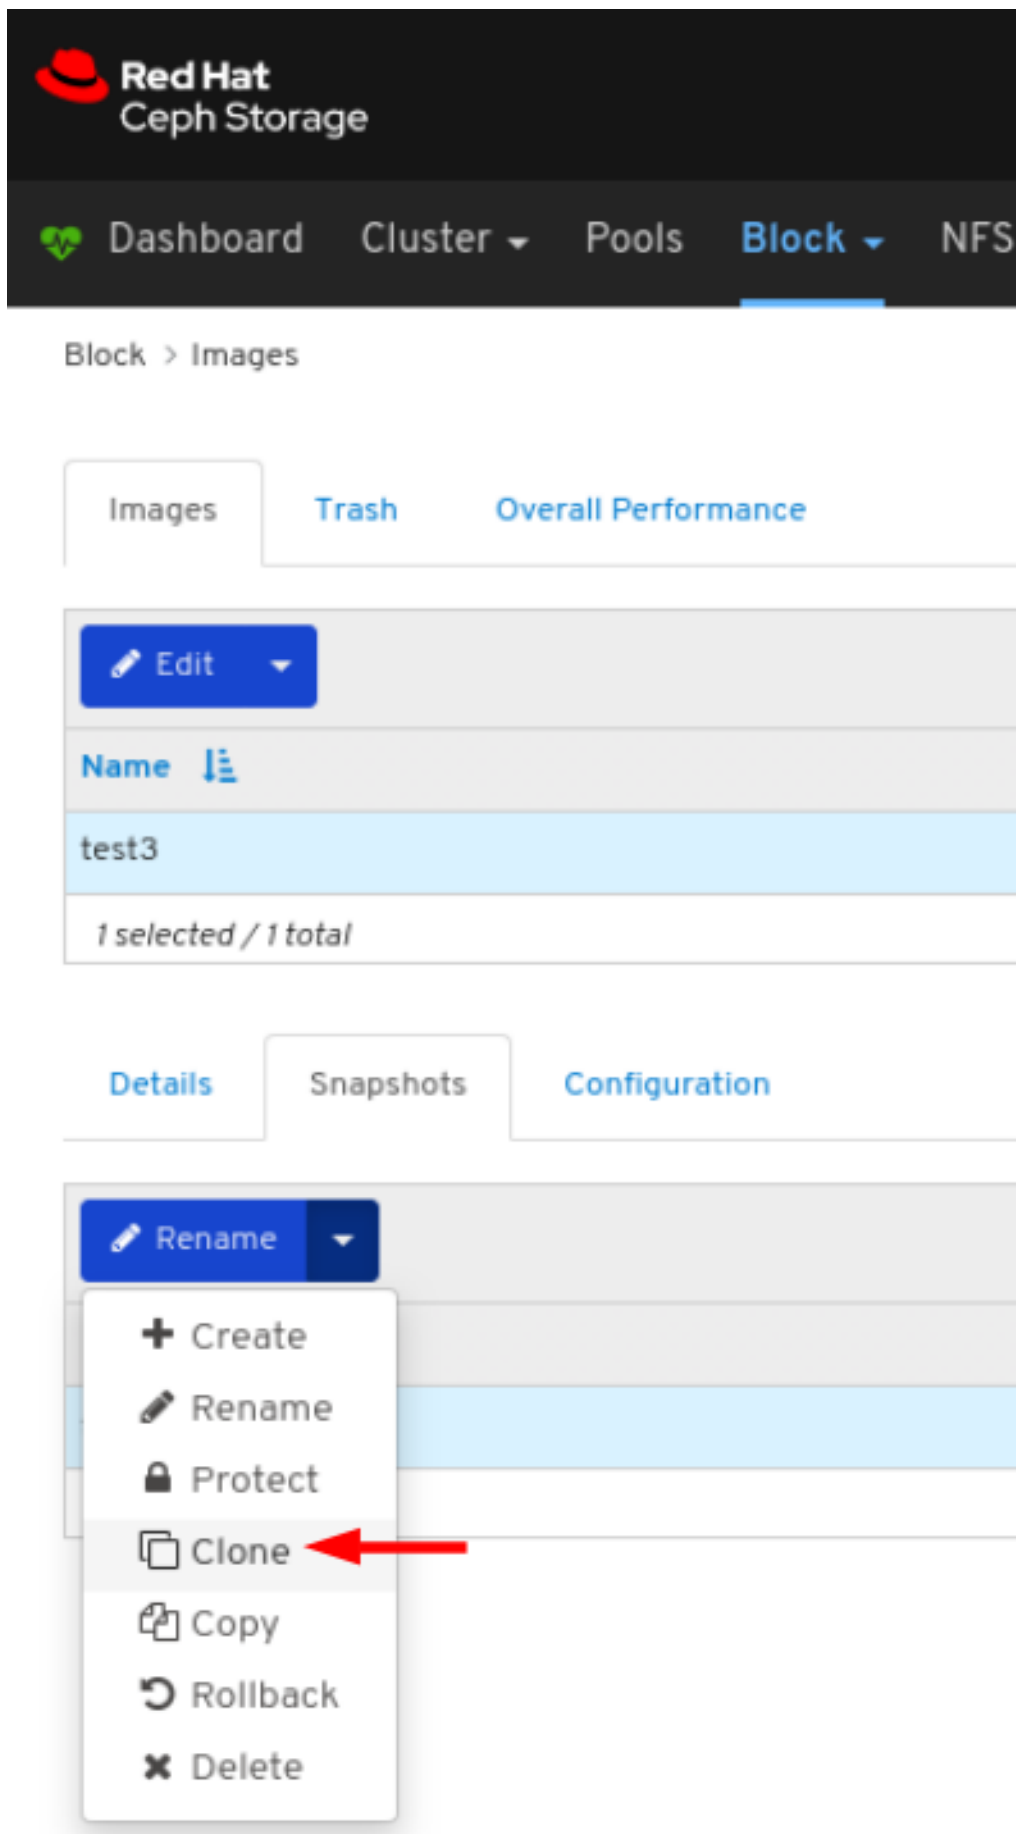 Red Hat
Ceph Storage
Dashboard Cluster Pools Block NFS
Block > Images
Images Trash Overall Performance
Edit
Name
test3
1 selected / 1 total
Details Snapshots Configuration
Rename
Create
Rename
Protect
Clone
Copy
Rollback
Delete